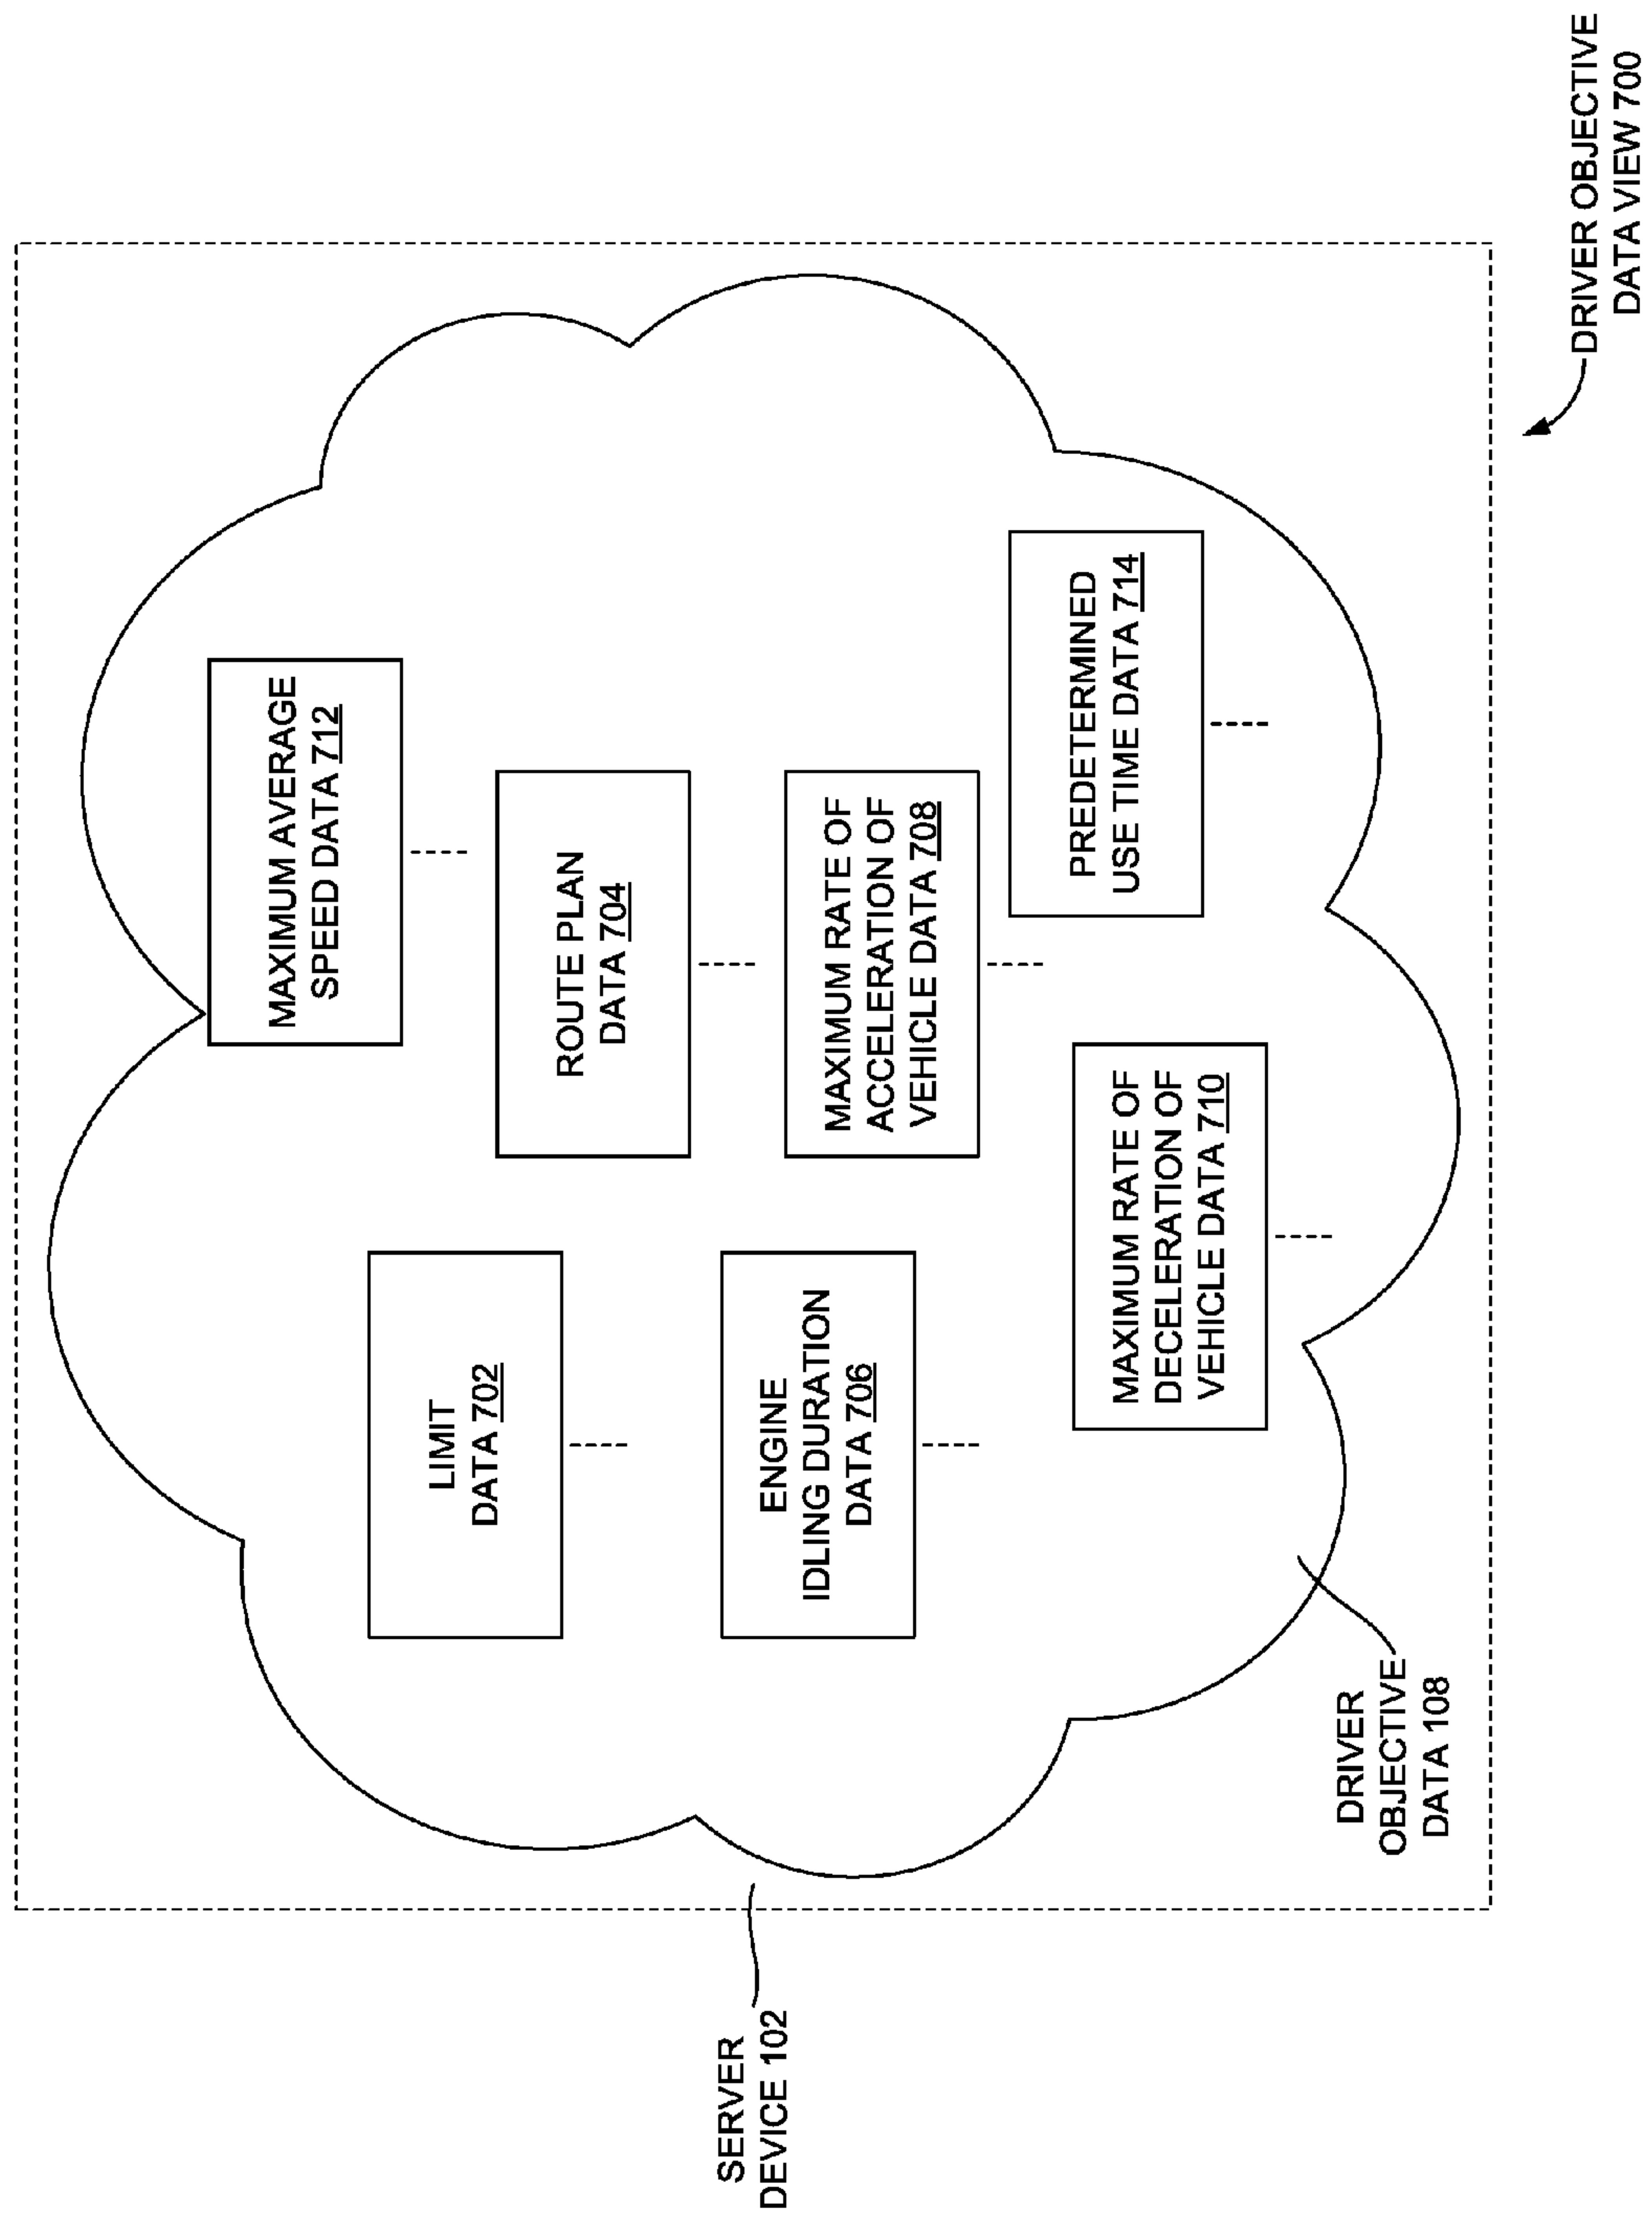 SERVER
DEVICE 102
LIMIT
DATA 702
MAXIMUM AVERAGE
SPEED DATA 712
ROUTE PLAN
DATA 704
ENGINE
IDLING DURATION
DATA 706
MAXIMUM RATE OF
ACCELERATION OF
VEHICLE DATA 708
MAXIMUM RATE OF
DECELERATION OF
VEHICLE DATA 710
PREDETERMINED
USE TIME DATA 714
DRIVER
OBJECTIVE
DATA 108
DRIVER OBJECTIVE
DATA VIEW 700